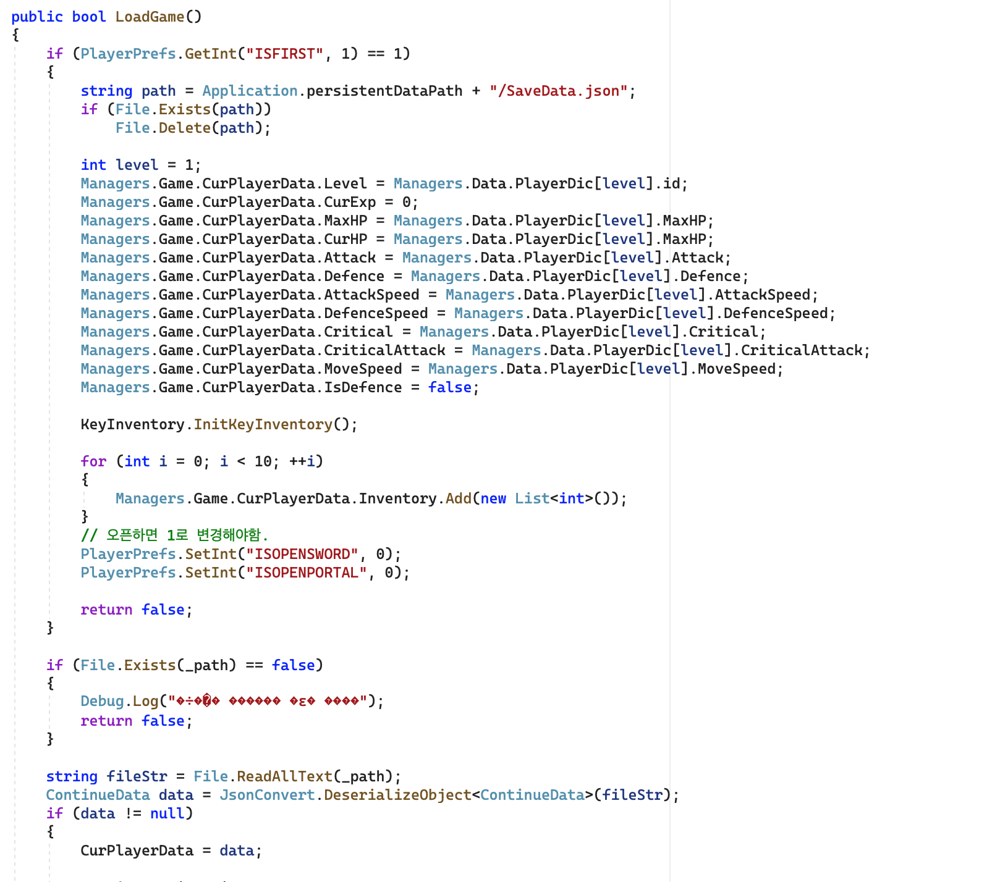 public bool LoadGame()
{
if (PlayerPrefs.GetInt("ISFIRST", 1) == 1)
{
string path = Application.persistentDataPath + "/SaveData.json";
if (File.Exists(path))
File.Delete(path);
int level = 1;
Managers.Game.CurPlayerData.Level = Managers.Data.PlayerDic[level].id;
Managers.Game.CurPlayerData.CurExp = 0;
Managers.Game.CurPlayerData.MaxHP = Managers.Data.PlayerDic[level].MaxHP;
Managers.Game.CurPlayerData.CurHP = Managers.Data.PlayerDic[level].MaxHP;
Managers.Game.CurPlayerData.Attack = Managers.Data.PlayerDic[level].Attack;
Managers.Game.CurPlayerData.Defence = Managers.Data.PlayerDic[level].Defence;
Managers.Game.CurPlayerData.AttackSpeed = Managers.Data.PlayerDic[level].AttackSpeed;
Managers.Game.CurPlayerData.DefenceSpeed = Managers.Data.PlayerDic[level].DefenceSpeed;
Managers.Game.CurPlayerData.Critical = Managers.Data.PlayerDic[level].Critical;
Managers.Game.CurPlayerData.CriticalAttack = Managers.Data.PlayerDic[level].CriticalAttack;
Managers.Game.CurPlayerData.MoveSpeed = Managers.Data.PlayerDic[level].MoveSpeed;
Managers.Game.CurPlayerData.IsDefence = false;
KeyInventory.InitKeyInventory();
for (int i = 0; i < 10; ++i)
{
Managers.Game.CurPlayerData.Inventory.Add(new List<int>());
}
// 오픈하면 1로 변경해야함.
PlayerPrefs.SetInt("ISOPENSWORD", 0);
PlayerPrefs.SetInt("ISOPENPORTAL", 0);
return false;
}
if (File.Exists(_path) == false)
{
Debug.Log("�÷�̾� ������ �ε� ����");
return false;
}
string fileStr = File.ReadAllText(_path);
ContinueData data = JsonConvert.DeserializeObject<ContinueData>(fileStr);
if (data != null)
{
CurPlayerData = data;